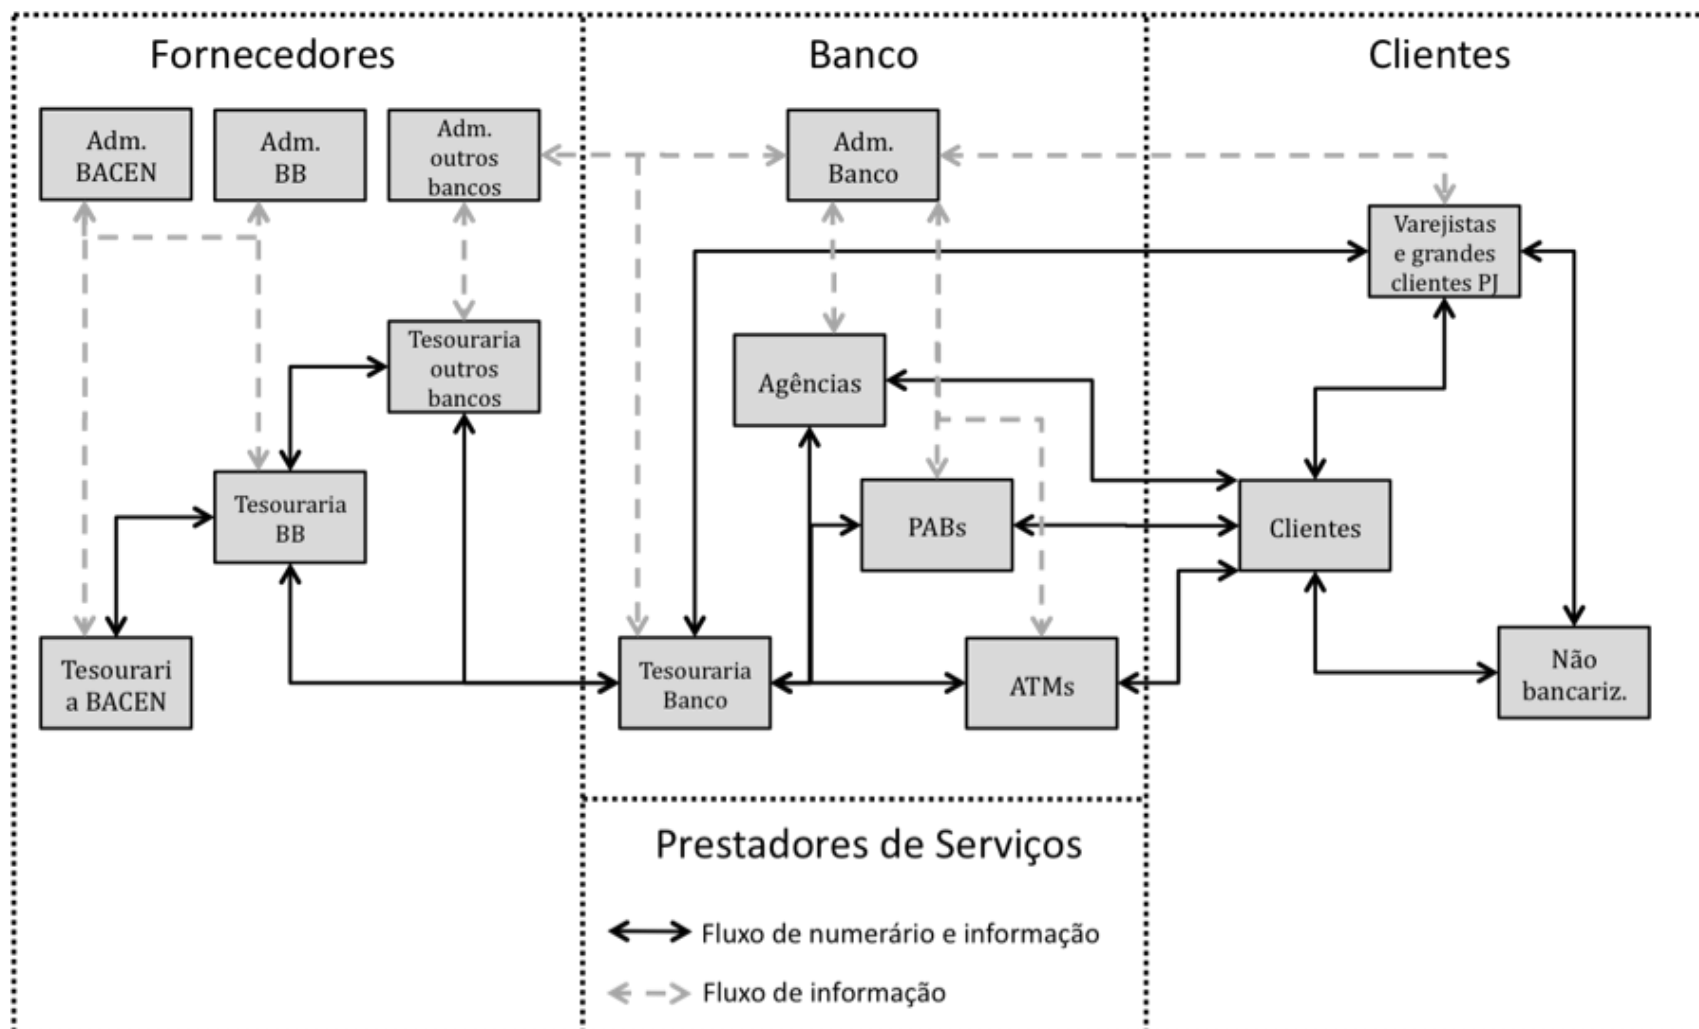 Fornecedores
Banco
Clientes
Adm.
BACEN
Adm.
BB
Adm.
outros
bancos
Adm.
Banco
Varejistas
e grandes
clientes PJ
Tesouraria
outros
bancos
Agências
Tesouraria
BB
PABs
Clientes
Tesourari
a BACEN
Tesouraria
Banco
ATMs
Não
bancariz.
Prestadores de Serviços
Fluxo de numerário e informação
Fluxo de informação